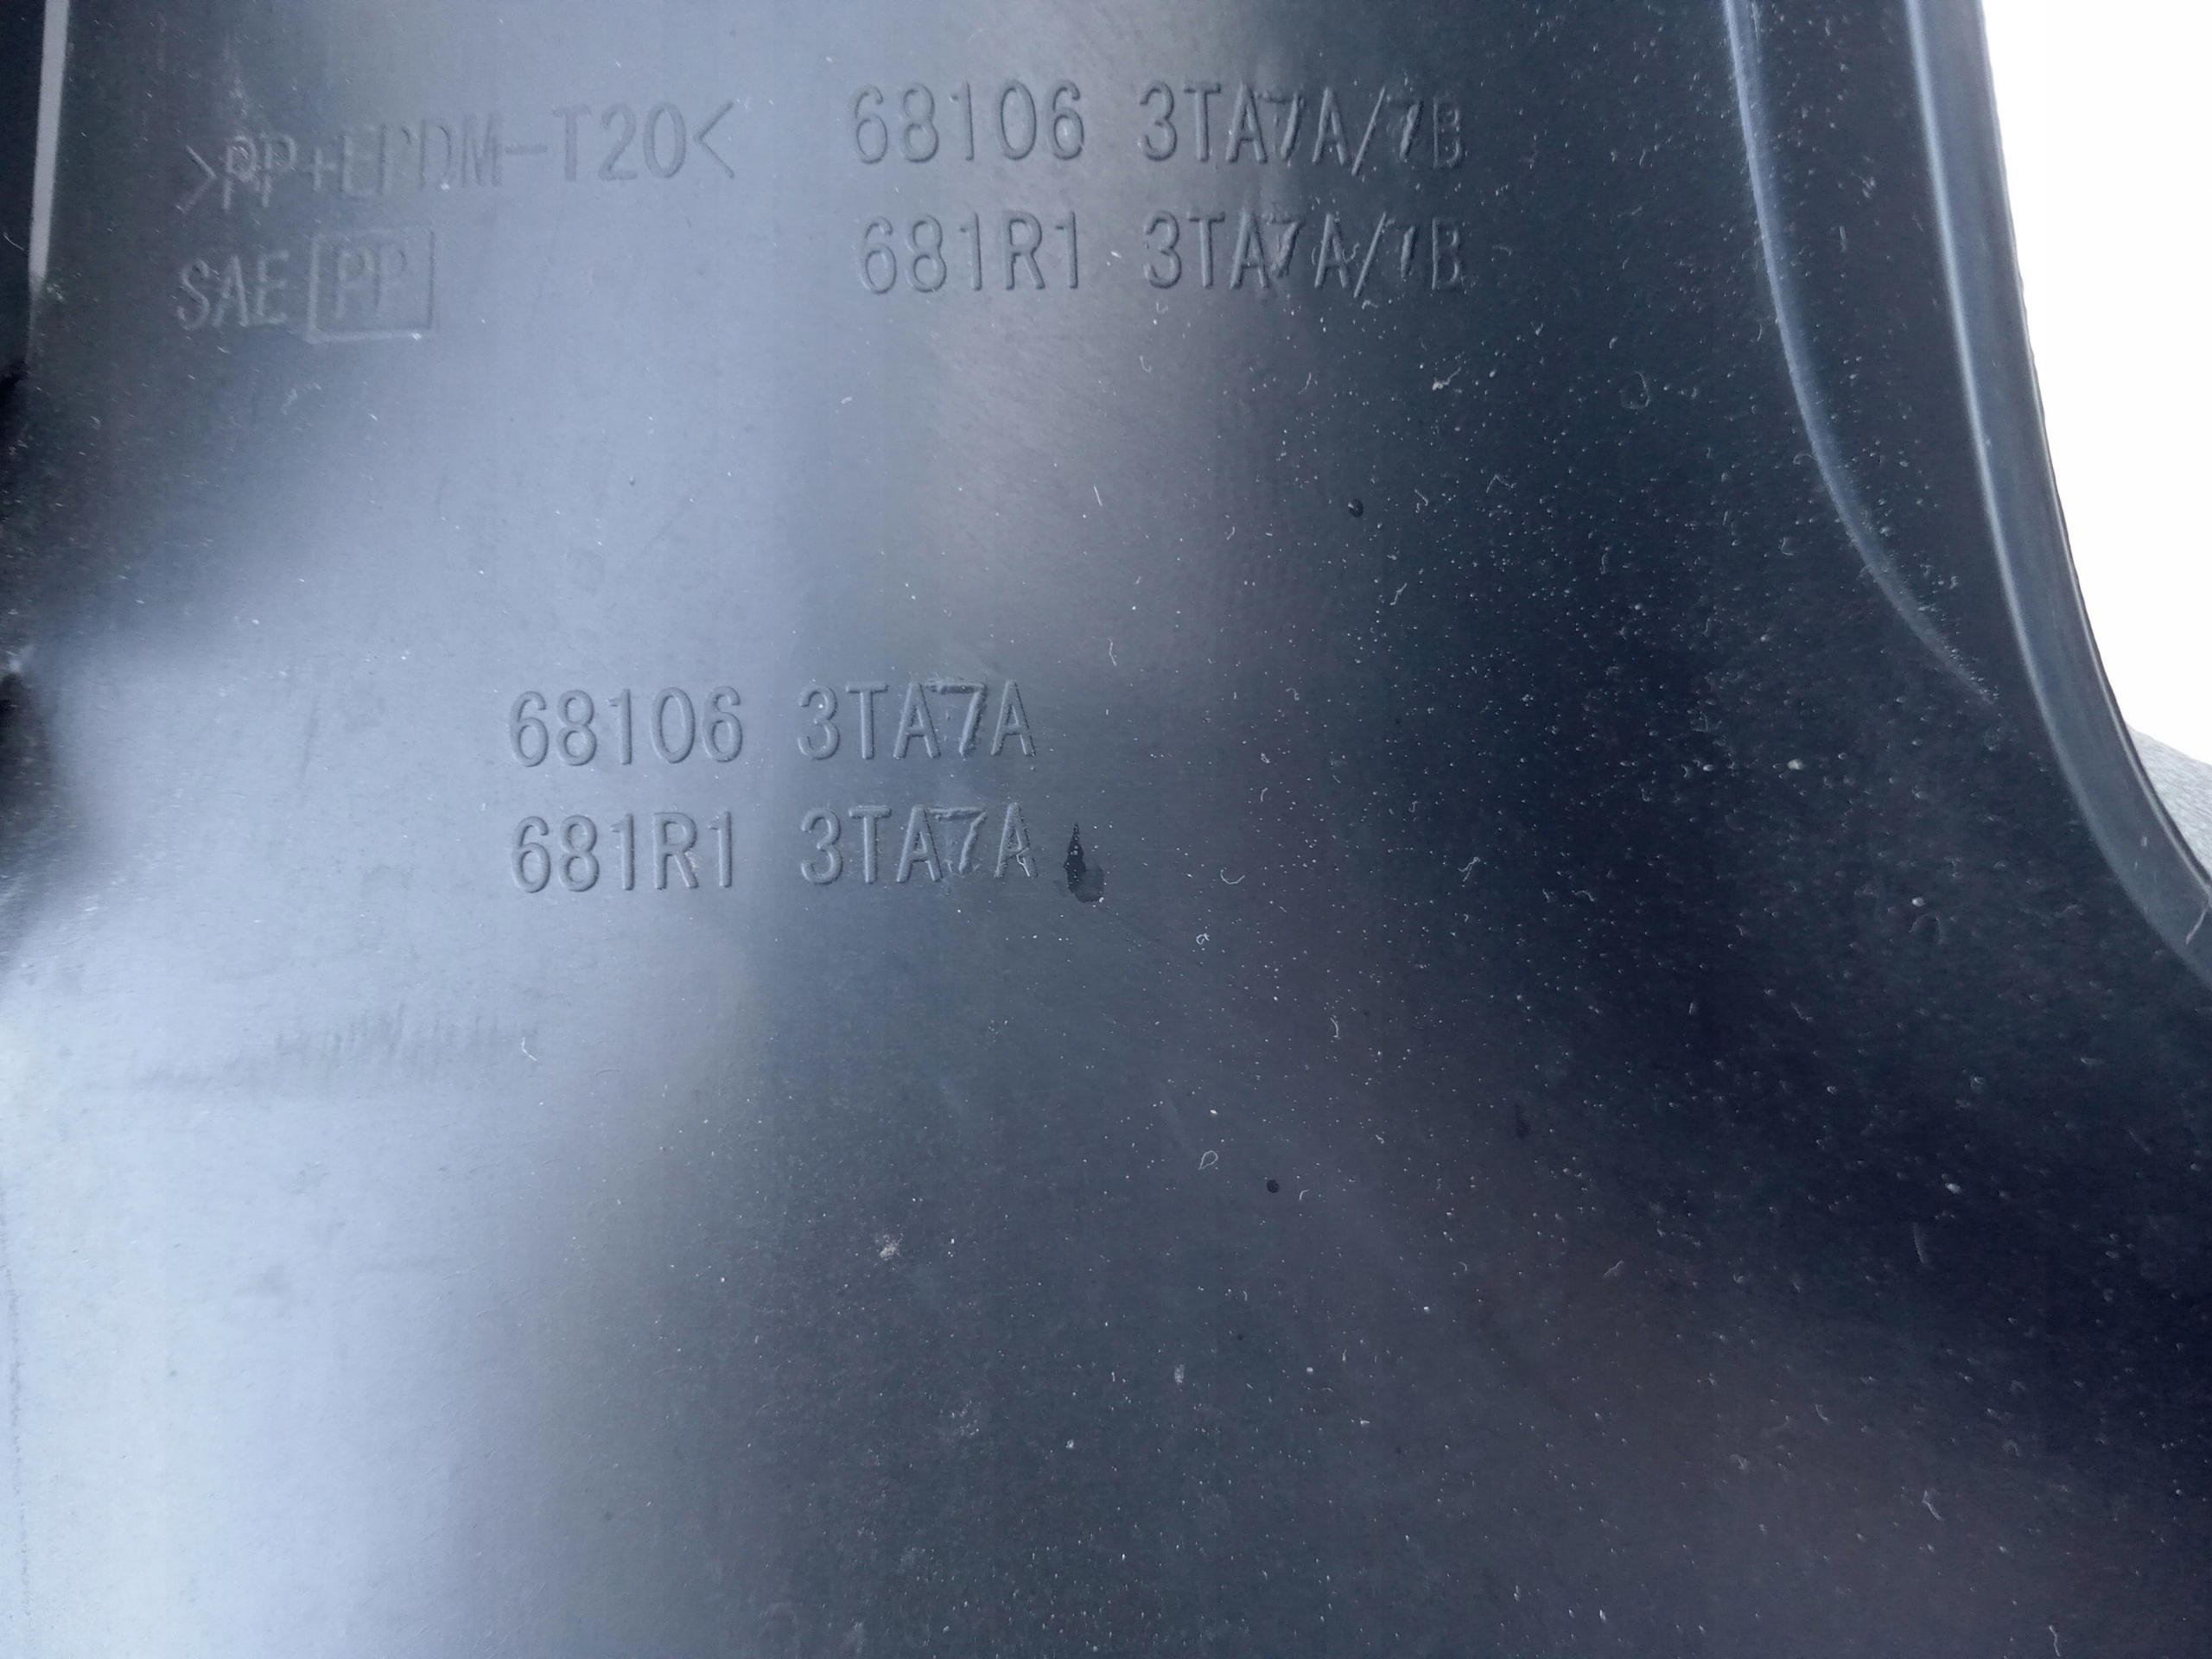 >PP+EPDM-T20<
SAE PP
68106 3TA7A/7B
681R1 3TA7A/7B
68106 3TA7A
681R1 3TA7A